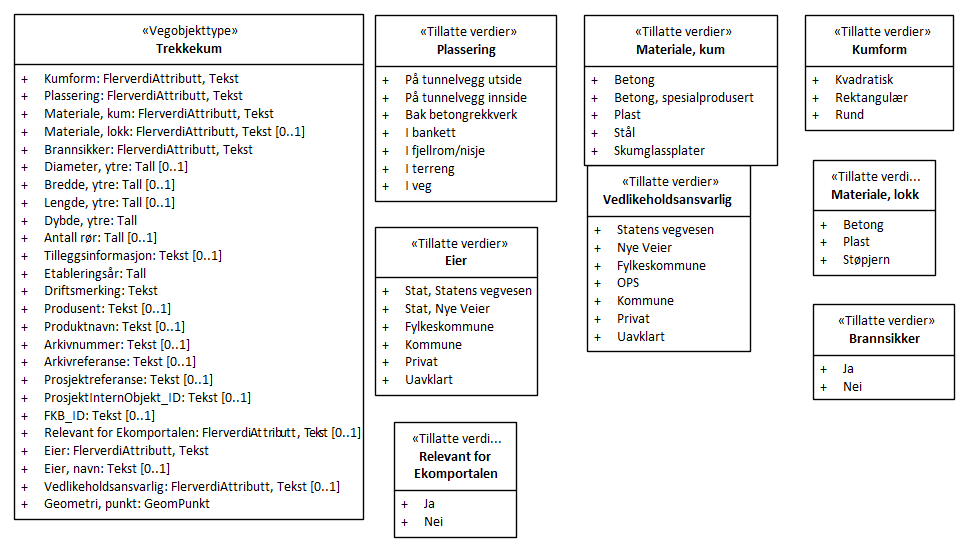 «Vegobjekttype»
Trekkekum
+ Kumform: FlerverdiAttributt, Tekst
+ Plassering: FlerverdiAttributt, Tekst
+ Materiale, kum: FlerverdiAttributt, Tekst
+ Materiale, lokk: FlerverdiAttributt, Tekst [0..1]
+ Brannsikker: FlerverdiAttributt, Tekst
+ Diameter, ytre: Tall [0..1]
+ Bredde, ytre: Tall [0..1]
+ Lengde, ytre: Tall [0..1]
+ Dybde, ytre: Tall
+ Antall rør: Tall [0..1]
+ Tilleggsinformasjon: Tekst [0..1]
+ Etableringsår: Tall
+ Driftsmerking: Tekst
+ Produsent: Tekst [0..1]
+ Produktnavn: Tekst [0..1]
+ Arkivnummer: Tekst [0..1]
+ Arkivreferanse: Tekst [0..1]
+ Prosjektreferanse: Tekst [0..1]
+ ProsjektInternObjekt_ID: Tekst [0..1]
+ FKB_ID: Tekst [0..1]
+ Relevant for Ekomportalen: FlerverdiAttributt, Tekst [0..1]
+ Eier: FlerverdiAttributt, Tekst
+ Eier, navn: Tekst [0..1]
+ Vedlikeholdsansvarlig: FlerverdiAttributt, Tekst [0..1]
+ Geometri, punkt: GeomPunkt
«Tillatte verdier»
Plassering
+ På tunnelvegg utside
+ På tunnelvegg innside
+ Bak betongrekkverk
+ I bankett
+ I fjellrom/nisje
+ I terreng
+ I veg
«Tillatte verdier»
Eier
+ Stat, Statens vegvesen
+ Stat, Nye Veier
+ Fylkeskommune
+ Kommune
+ Privat
+ Uavklart
«Tillatte verdi...
Relevant for
Ekomportalen
+ Ja
+ Nei
«Tillatte verdier»
Materiale, kum
+ Betong
+ Betong, spesialprodusert
+ Plast
+ Stål
+ Skumglassplater
«Tillatte verdier»
Vedlikeholdsansvarlig
+ Statens vegvesen
+ Nye Veier
+ Fylkeskommune
+ OPS
+ Kommune
+ Privat
+ Uavklart
«Tillatte verdier»
Kumform
+ Kvadratisk
+ Rektangulær
+ Rund
«Tillatte verdi...
Materiale, lokk
+ Betong
+ Plast
+ Støpjern
«Tillatte verdier»
Brannsikker
+ Ja
+ Nei